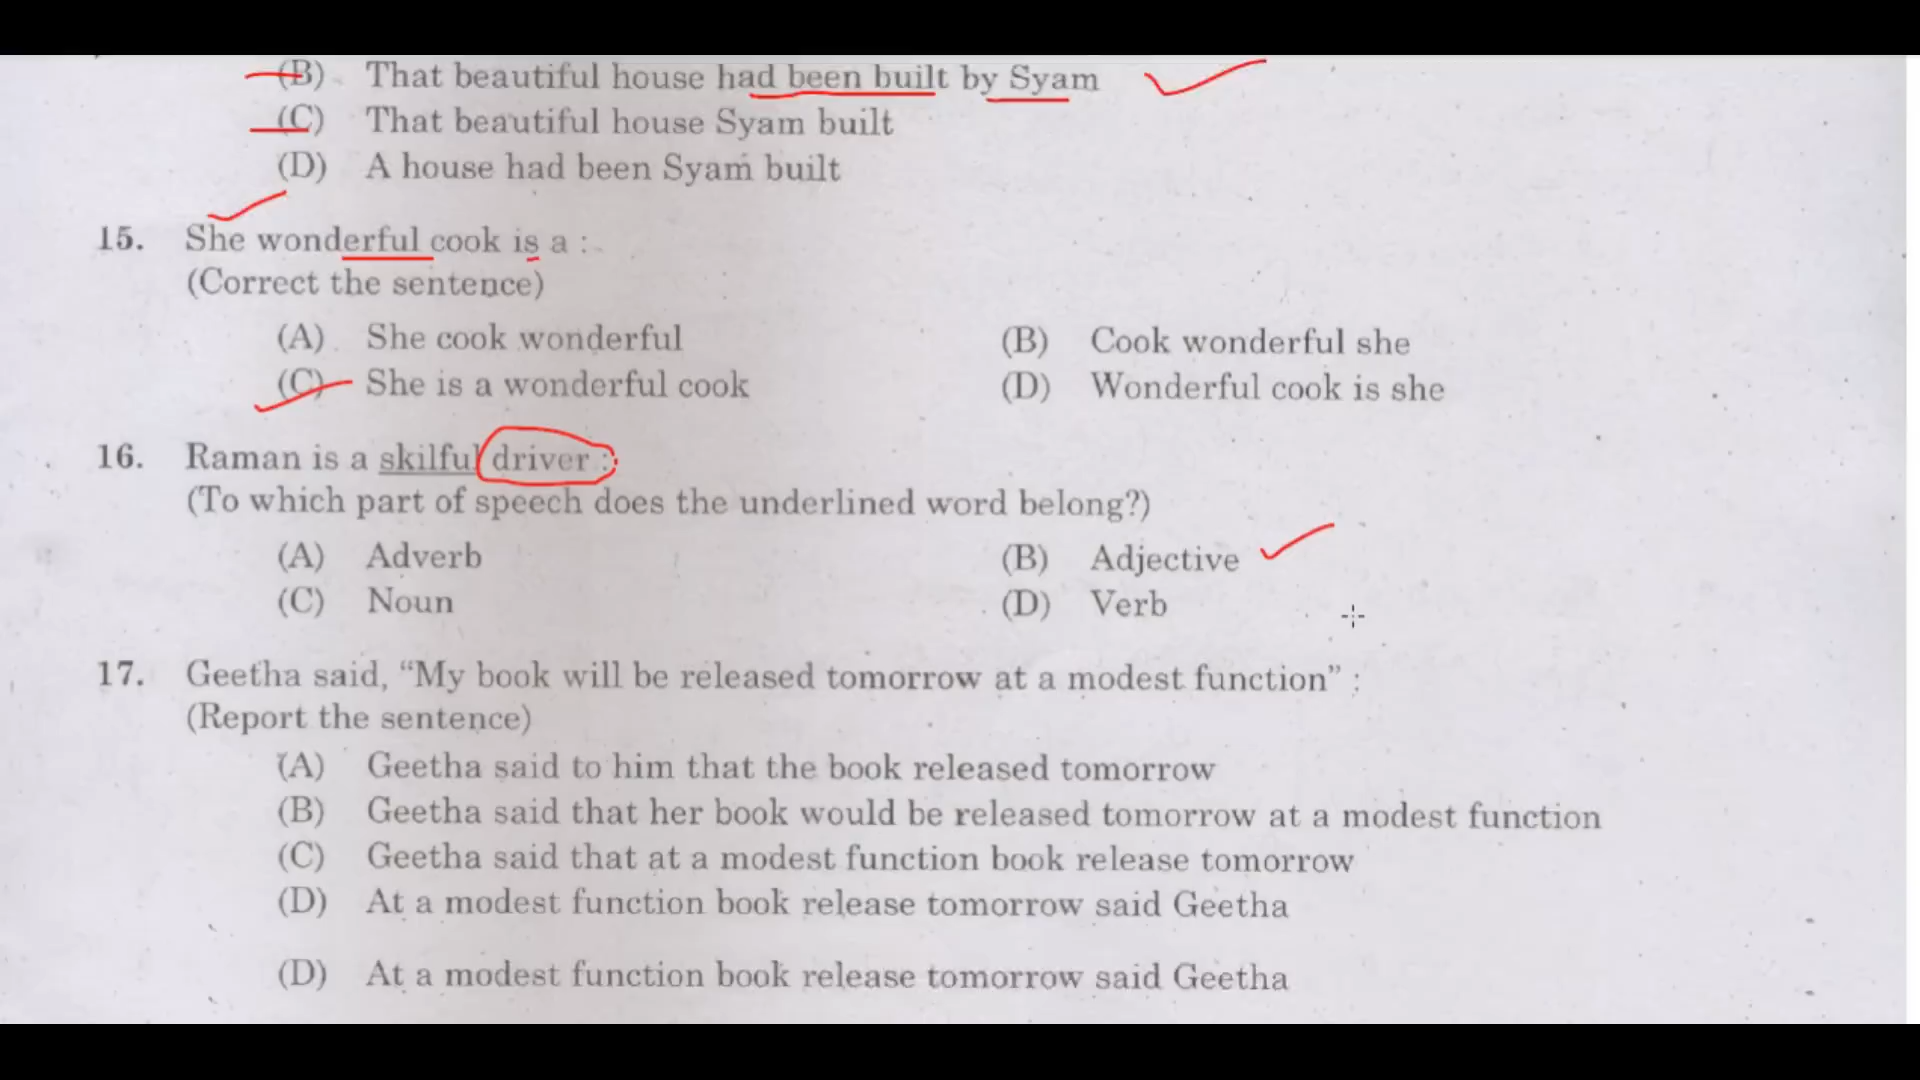 (B) That beautiful house had been built by Syam
(C) That beautiful house Syam built
(D) A house had been Syam built
15. She wonderful cook is a :
(Correct the sentence)
(A) She cook wonderful (B) Cook wonderful she
(C) She is a wonderful cook (D) Wonderful cook is she
16. Raman is a skilful driver :
(To which part of speech does the underlined word belong?)
(A) Adverb (B) Adjective
(C) Noun (D) Verb
17. Geetha said, “My book will be released tomorrow at a modest function” :
(Report the sentence)
(A) Geetha said to him that the book released tomorrow
(B) Geetha said that her book would be released tomorrow at a modest function
(C) Geetha said that at a modest function book release tomorrow
(D) At a modest function book release tomorrow said Geetha
(D) At a modest function book release tomorrow said Geetha